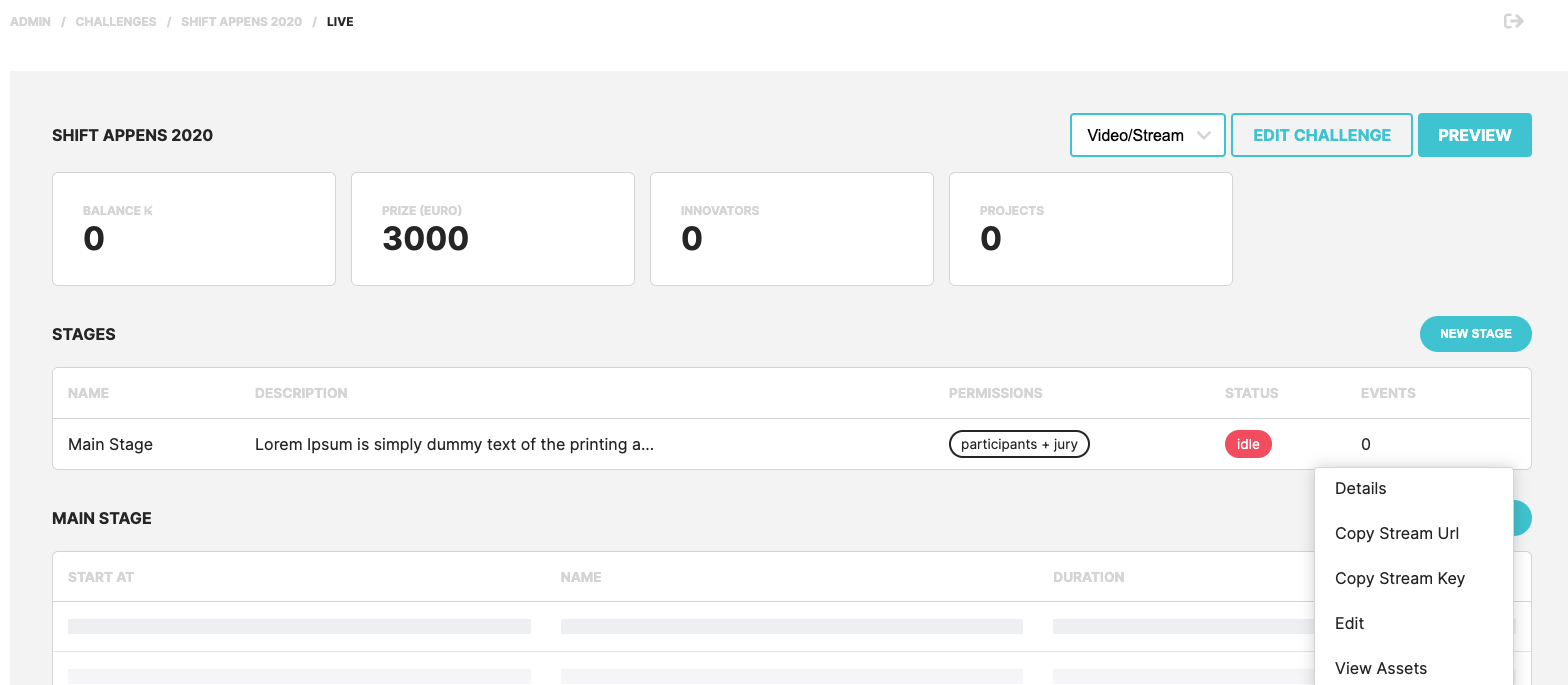 ADMIN / CHALLENGES / SHIFT APPENS 2020 / LIVE
SHIFT APPENS 2020 Video/Stream EDIT CHALLENGE PREVIEW
BALANCE PRIZE (EURO) INNOVATORS PROJECTS
0 3000 0 0
STAGES NEW STAGE
NAME DESCRIPTION PERMISSIONS STATUS EVENTS
Main Stage Lorem Ipsum is simply dummy text of the printing a... participants + jury idle 0
Details
MAIN STAGE
Copy Stream Url
START AT NAME DURATION
Copy Stream Key
Edit
View Assets